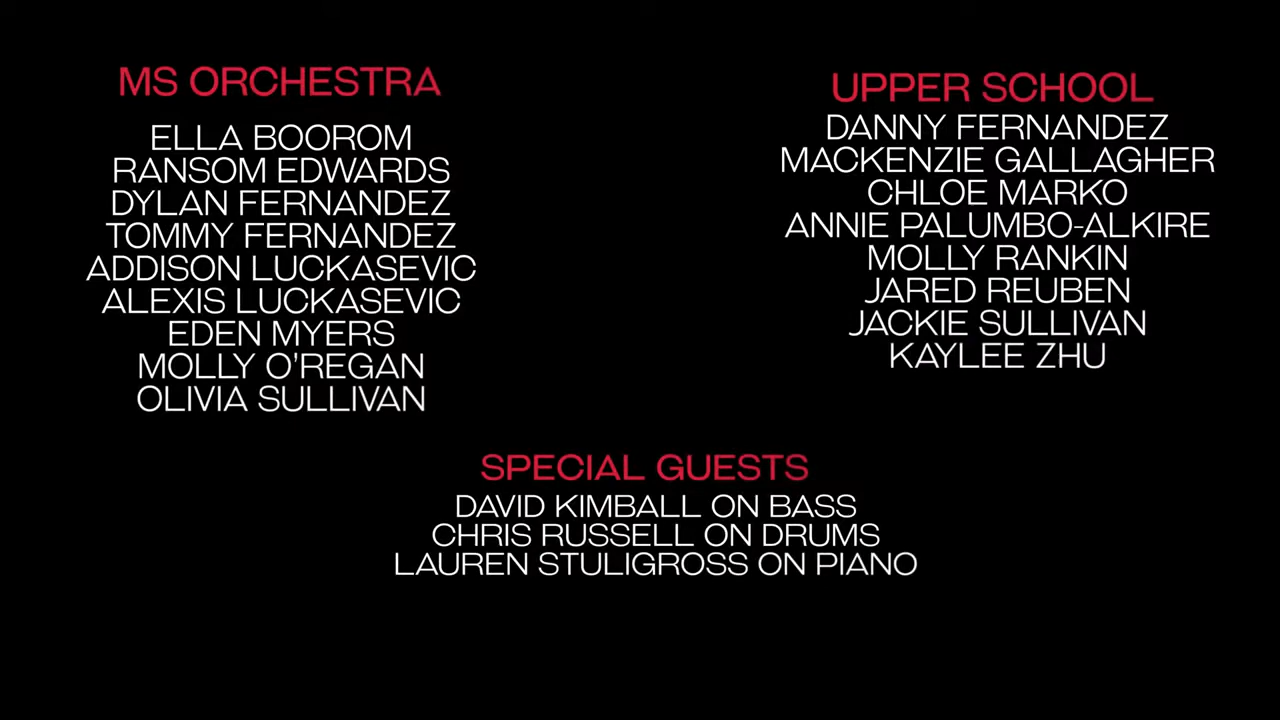 MS ORCHESTRA
ELLA BOOROM
RANSOM EDWARDS
DYLAN FERNANDEZ
TOMMY FERNANDEZ
ADDISON LUCKASEVIC
ALEXIS LUCKASEVIC
EDEN MYERS
MOLLY O'REGAN
OLIVIA SULLIVAN
UPPER SCHOOL
DANNY FERNANDEZ
MACKENZIE GALLAGHER
CHLOE MARKO
ANNIE PALUMBO-ALKIRE
MOLLY RANKIN
JARED REUBEN
JACKIE SULLIVAN
KAYLEE ZHU
SPECIAL GUESTS
DAVID KIMBALL ON BASS
CHRIS RUSSELL ON DRUMS
LAUREN STULIGROSS ON PIANO